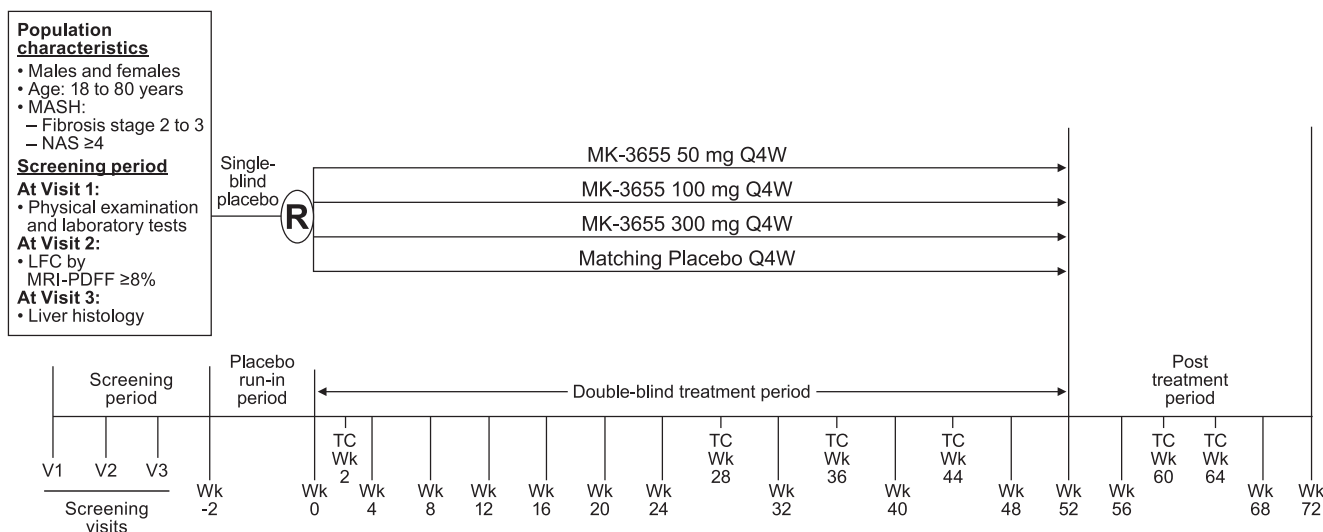 Population
characteristics
• Males and females
• Age: 18 to 80 years
• MASH:
– Fibrosis stage 2 to 3
– NAS ≥4
Screening period
At Visit 1:
• Physical examination
and laboratory tests
At Visit 2:
• LFC by
MRI-PDFF ≥8%
At Visit 3:
• Liver histology
Single-
blind
placebo
R
MK-3655 50 mg Q4W
MK-3655 100 mg Q4W
MK-3655 300 mg Q4W
Matching Placebo Q4W
Screening
period
Placebo
run-in
period
Double-blind treatment period
Post
treatment
period
V1
V2
V3
Screening
visits
Wk
-2
Wk
0
TC
Wk
2
Wk
4
Wk
8
Wk
12
Wk
16
Wk
20
Wk
24
TC
Wk
28
Wk
32
TC
Wk
36
Wk
40
TC
Wk
44
Wk
48
Wk
52
Wk
56
TC
Wk
60
TC
Wk
64
Wk
68
Wk
72